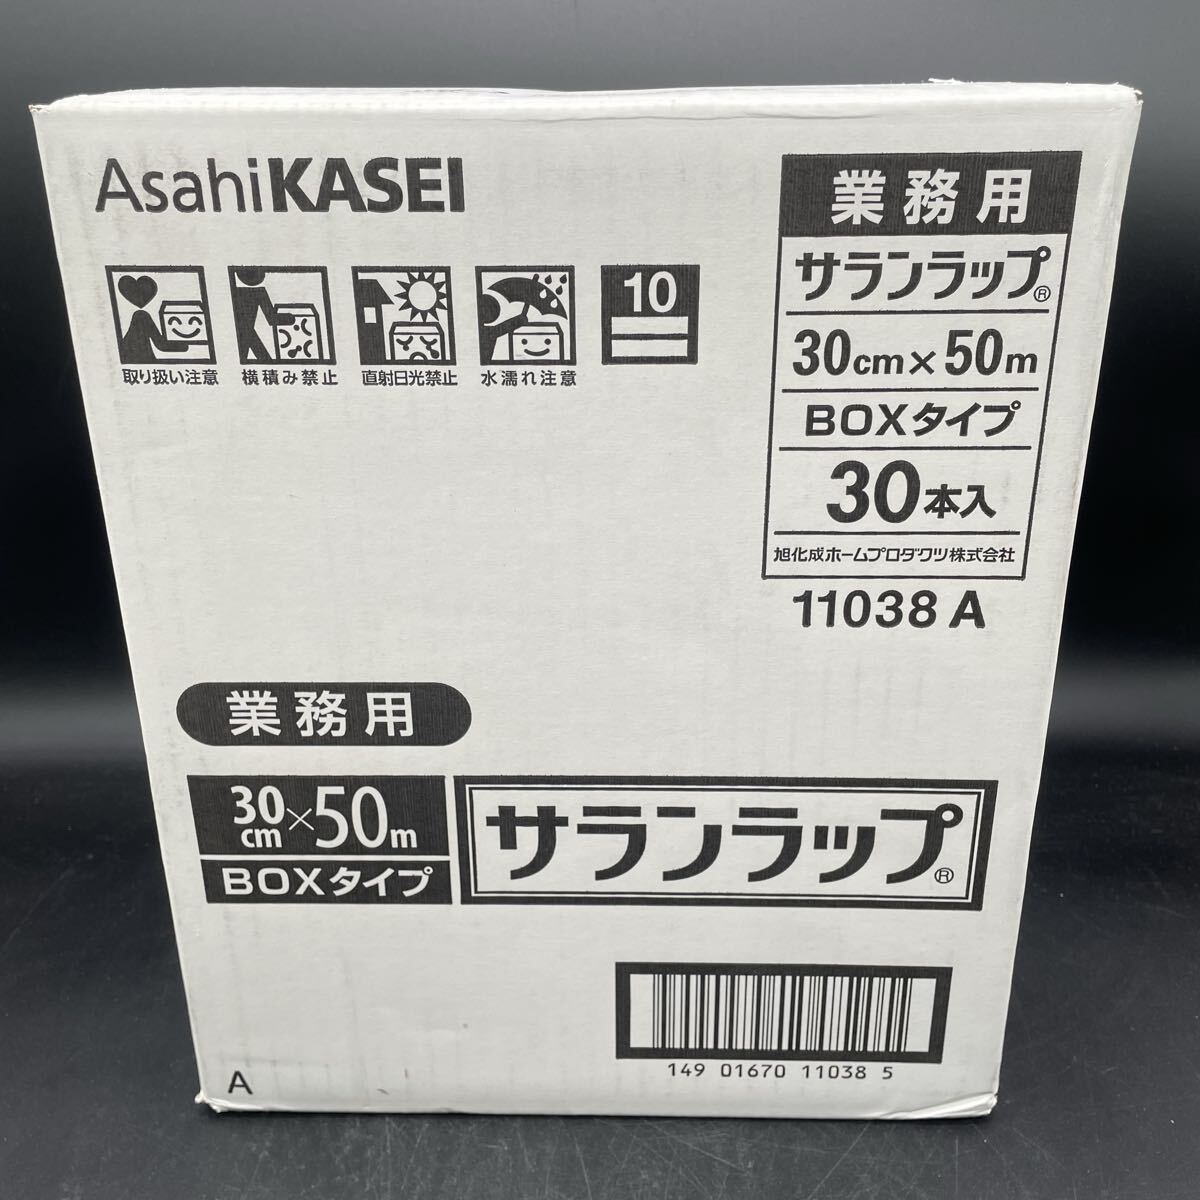 AsahiKASEI
取り扱い注意
横積み禁止
直射日光禁止
水濡れ注意
10
業務用
サランラップ®
30cm×50m
BOXタイプ
30本入
旭化成ホームプロダクツ株式会社
11038 A
業務用
30cm×50m
BOXタイプ
サランラップ®
149 01670 11038 5
A